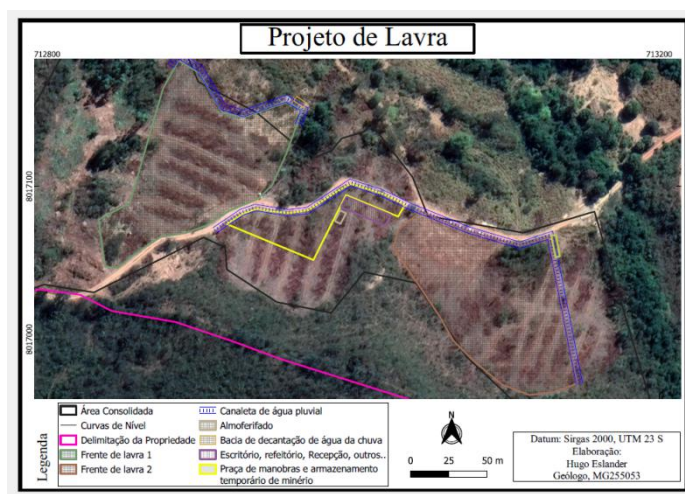 Projeto de Lavra
712800
713200
8017100
8017000
Legenda
Área Consolidada
Curvas de Nível
Delimitação da Propriedade
Frente de lavra 1
Frente de lavra 2
Canaleta de água pluvial
Almoferifado
Bacia de decantação de água da chuva
Escritório, refeitório, Recepção, outros..
Praça de manobras e armazenamento
temporário de minério
N
0 25 50 m
Datum: Sirgas 2000, UTM 23 S
Elaboração:
Hugo Eslander
Geólogo, MG255053